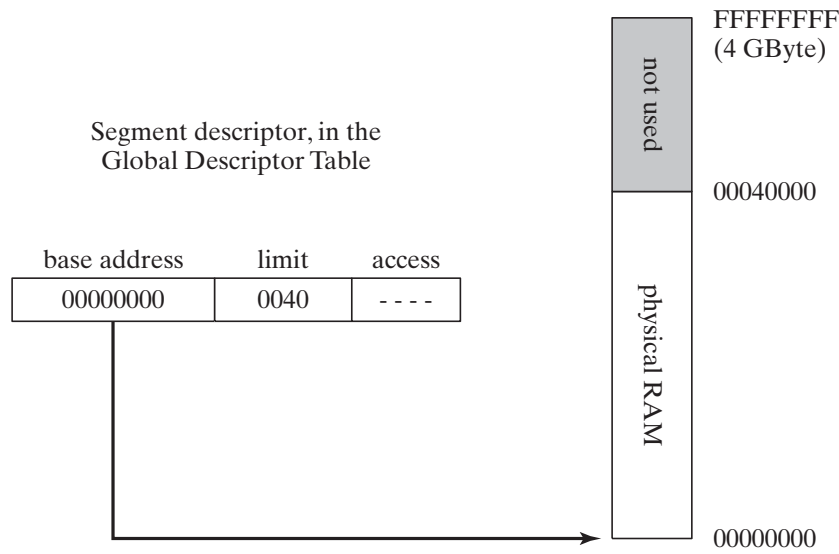 FFFFFFFF
(4 GByte)
not used
Segment descriptor, in the
Global Descriptor Table
00040000
base address limit access
00000000 0040 - - - -
physical RAM
00000000